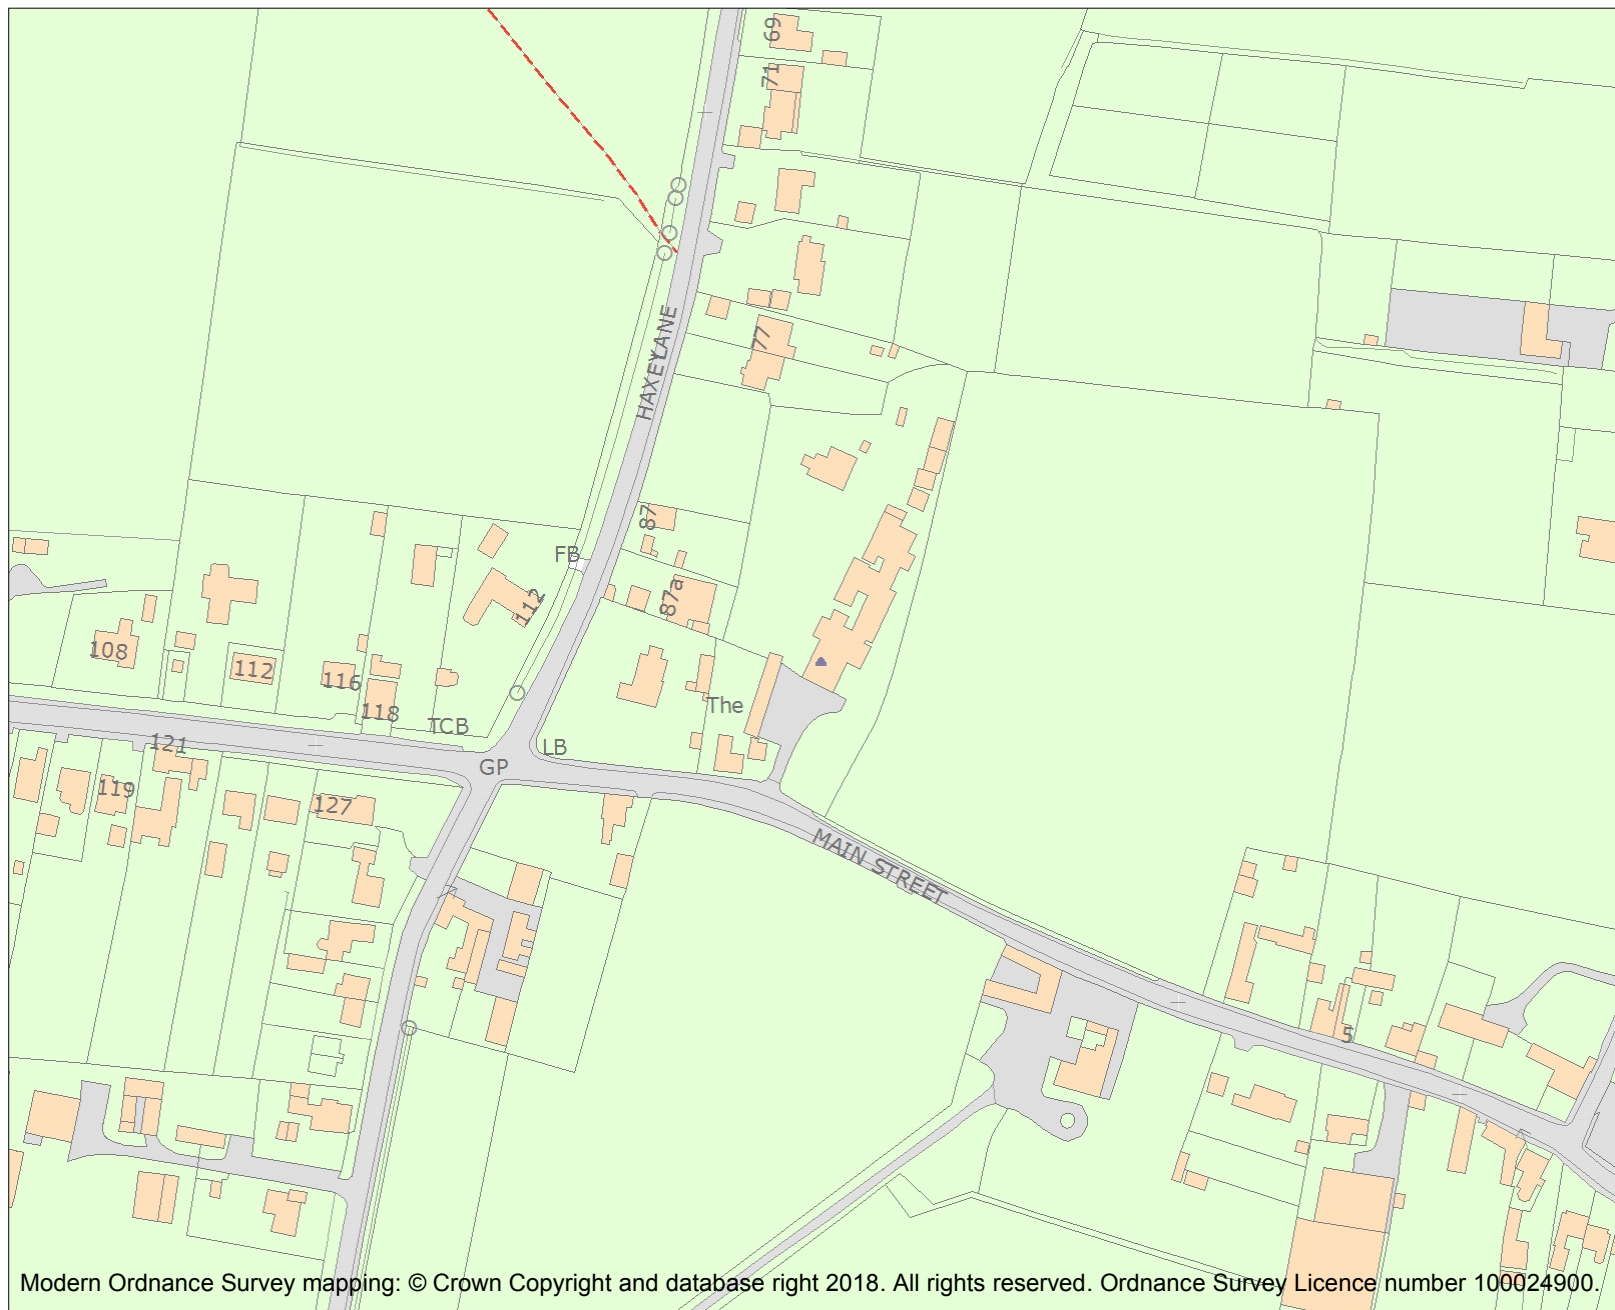 69
71
HAXEY LANE
77
87
FB
87a
112
108
112
116
118
The
TCB
121
LB
GP
119
127
MAIN STREET
5
Modern Ordnance Survey mapping: © Crown Copyright and database right 2018. All rights reserved. Ordnance Survey Licence number 100024900.